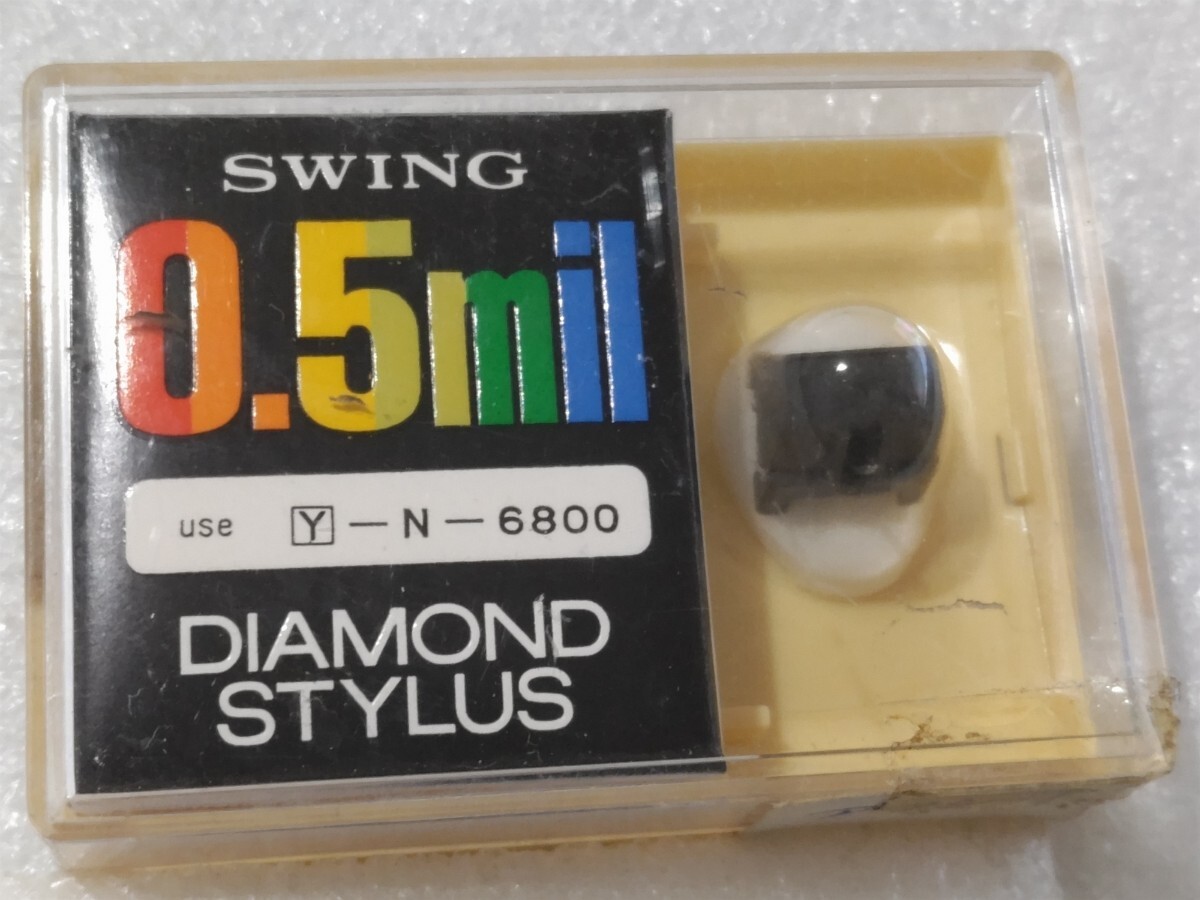 SWING
0.5mil
use Y-N-6800
DIAMOND
STYLUS